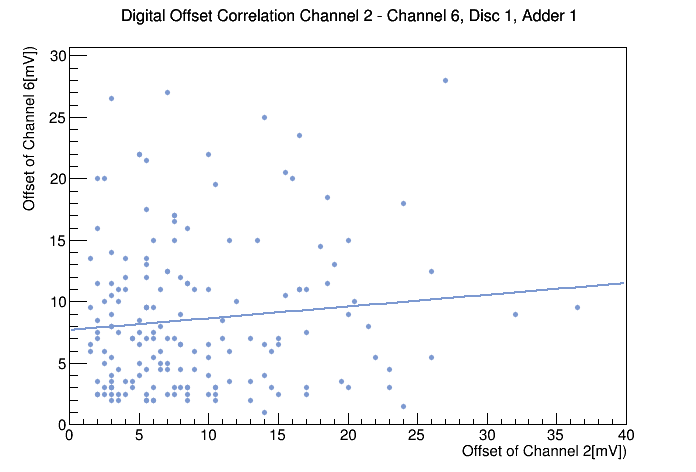 Digital Offset Correlation Channel 2 - Channel 6, Disc 1, Adder 1
Offset of Channel 6[mV])
30
25
20
15
10
5
0
0 5 10 15 20 25 30 35 40
Offset of Channel 2[mV])